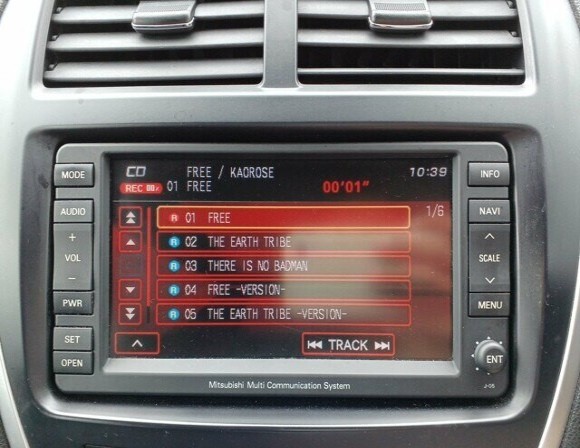 CD FREE / KAOROSE 10:39
REC 01 FREE 00'01"
1/6
R 01 FREE
R 02 THE EARTH TRIBE
R 03 THERE IS NO BADMAN
R 04 FREE -VERSION-
R 05 THE EARTH TRIBE -VERSION-
TRACK
MODE
AUDIO
+
VOL
-
PWR
SET
OPEN
INFO
NAVI
SCALE
MENU
ENT
J-05
Mitsubishi Multi Communication System